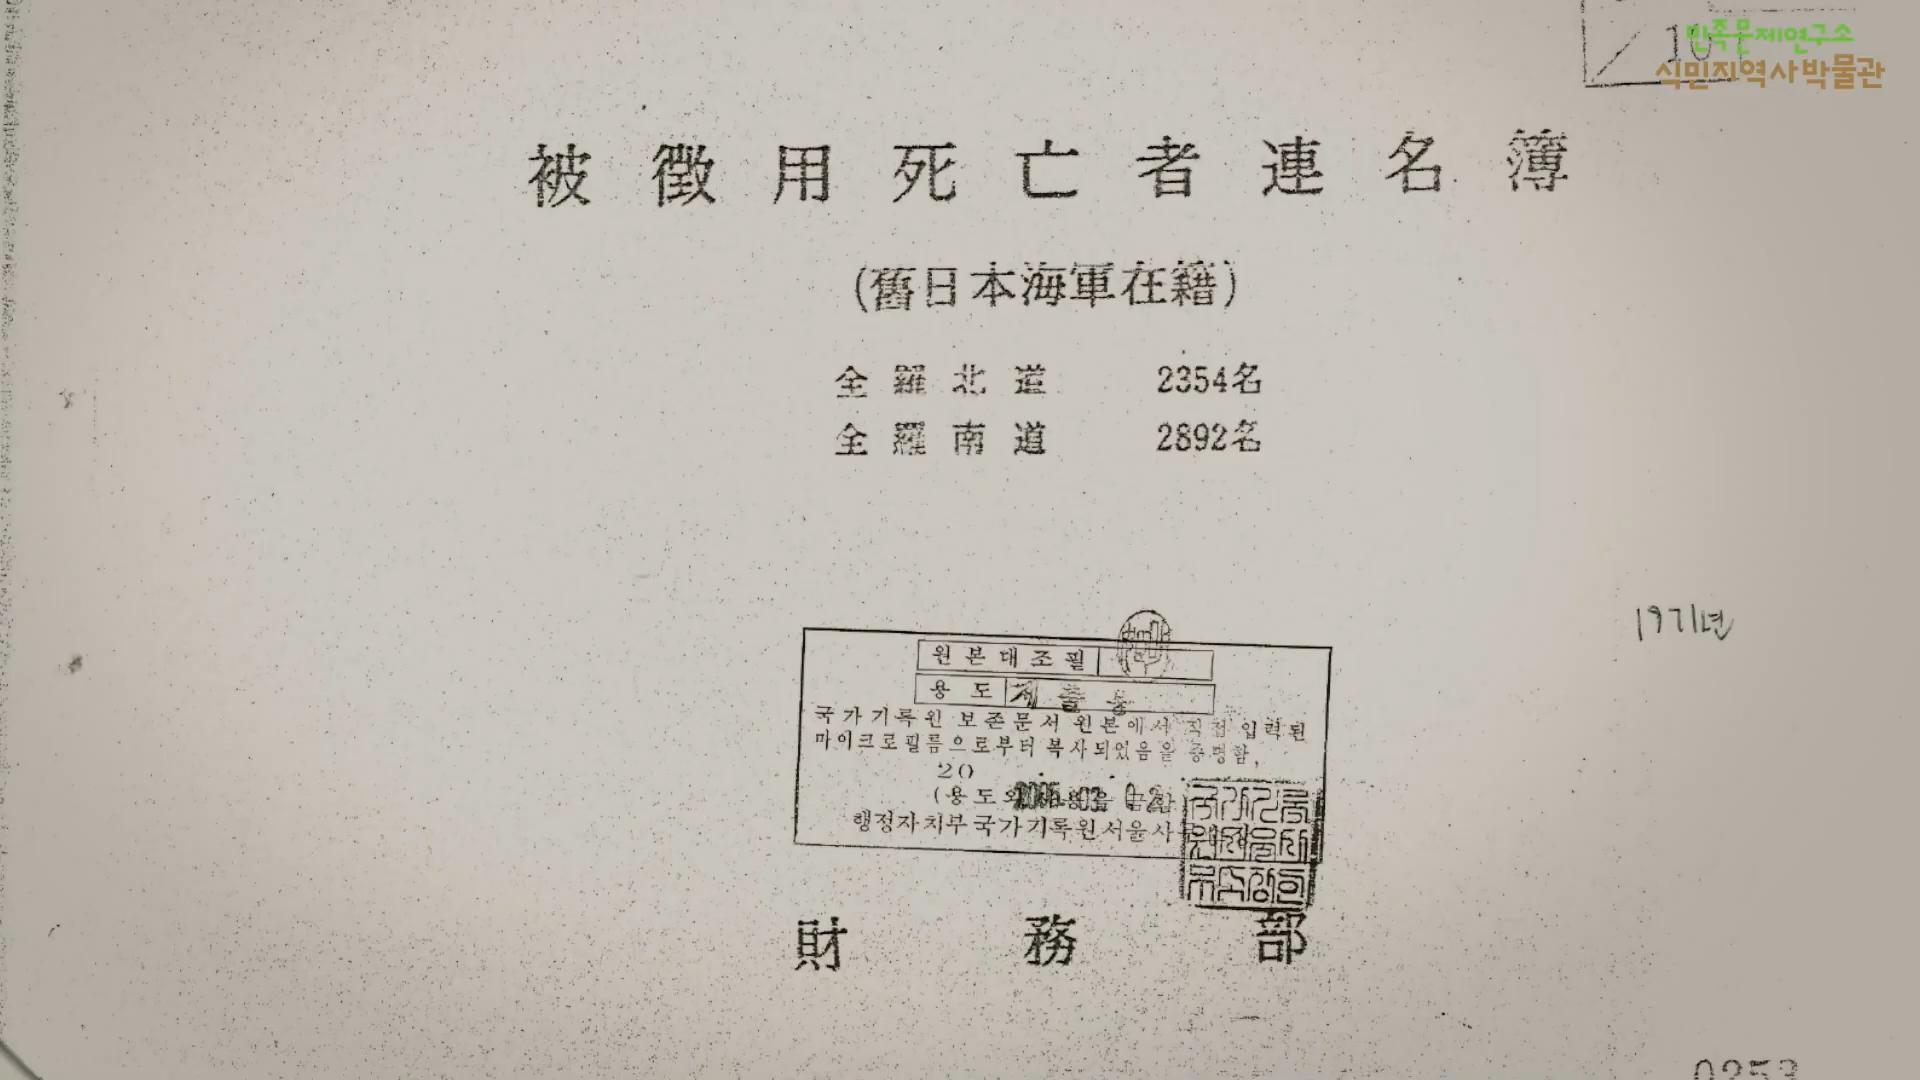 민족문제연구소
식민지역사박물관
被徵用死亡者連名簿
(舊日本海軍在籍)
全羅北道 2354名
全羅南道 2892名
1971년
원본대조필
용도 제출용
국가기록원 보존문서 원본에서 직접 입력된
마이크로필름으로부터 복사되었음을 증명함.
20
(용도외
행정자치부 국가기록원서울사무
財務部